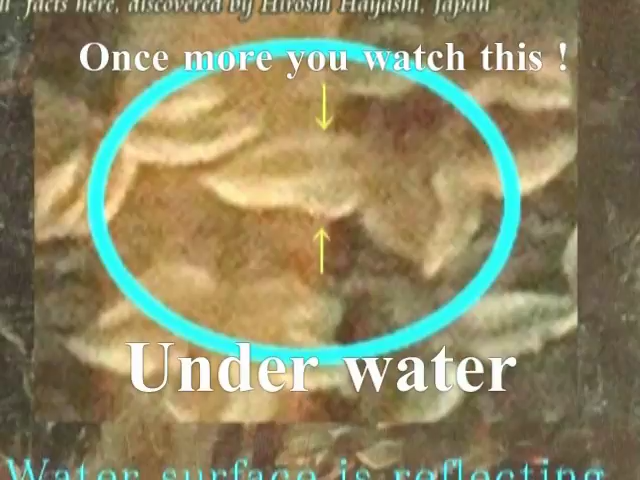 facts here, discovered by Hiroshi Hayashi, Japan
Once more you watch this !
Under water
Water surface is reflecting